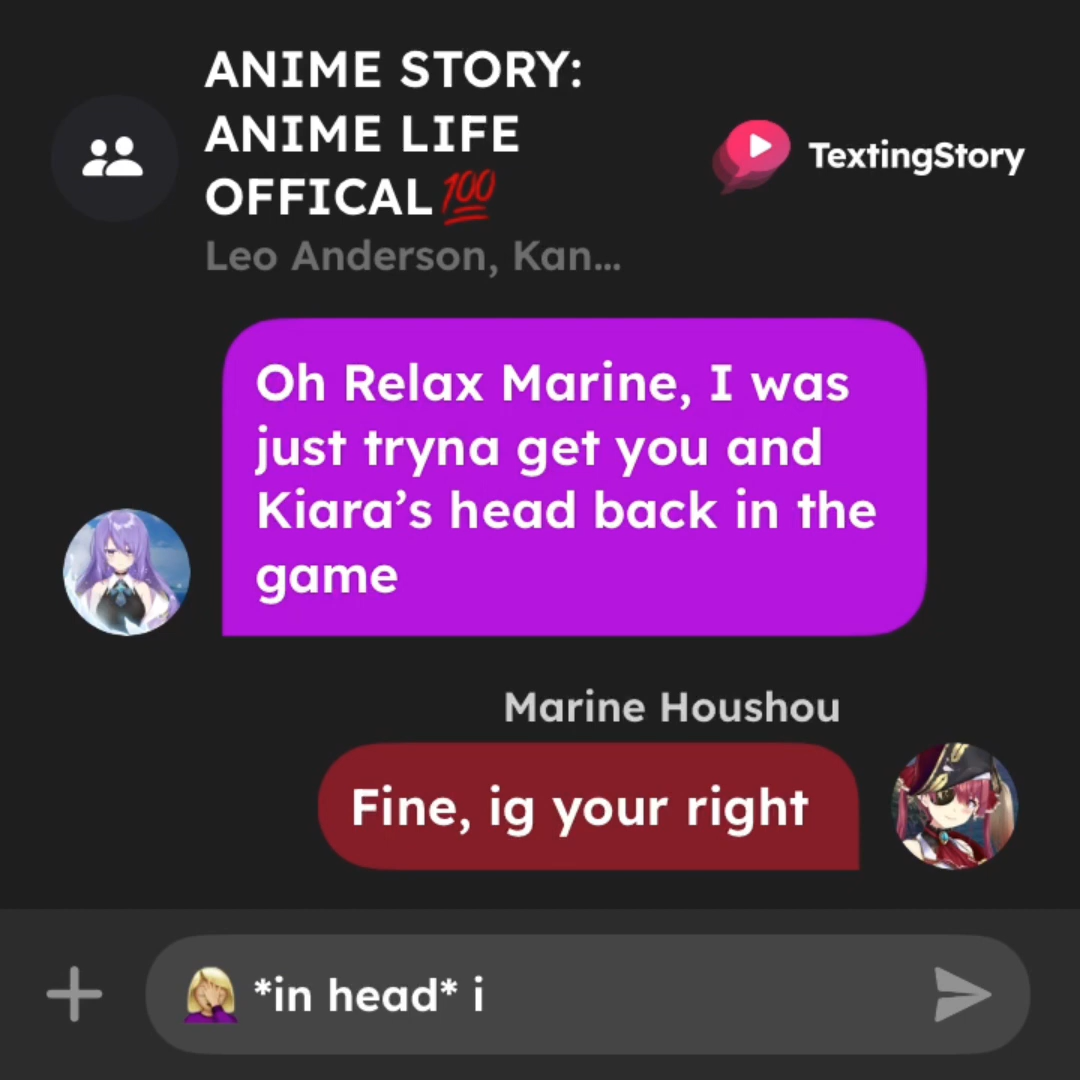 ANIME STORY:
ANIME LIFE
OFFICAL💯
TextingStory
Leo Anderson, Kan...
Oh Relax Marine, I was
just tryna get you and
Kiara’s head back in the
game
Marine Houshou
Fine, ig your right
🤦🏼‍♀️ *in head* i